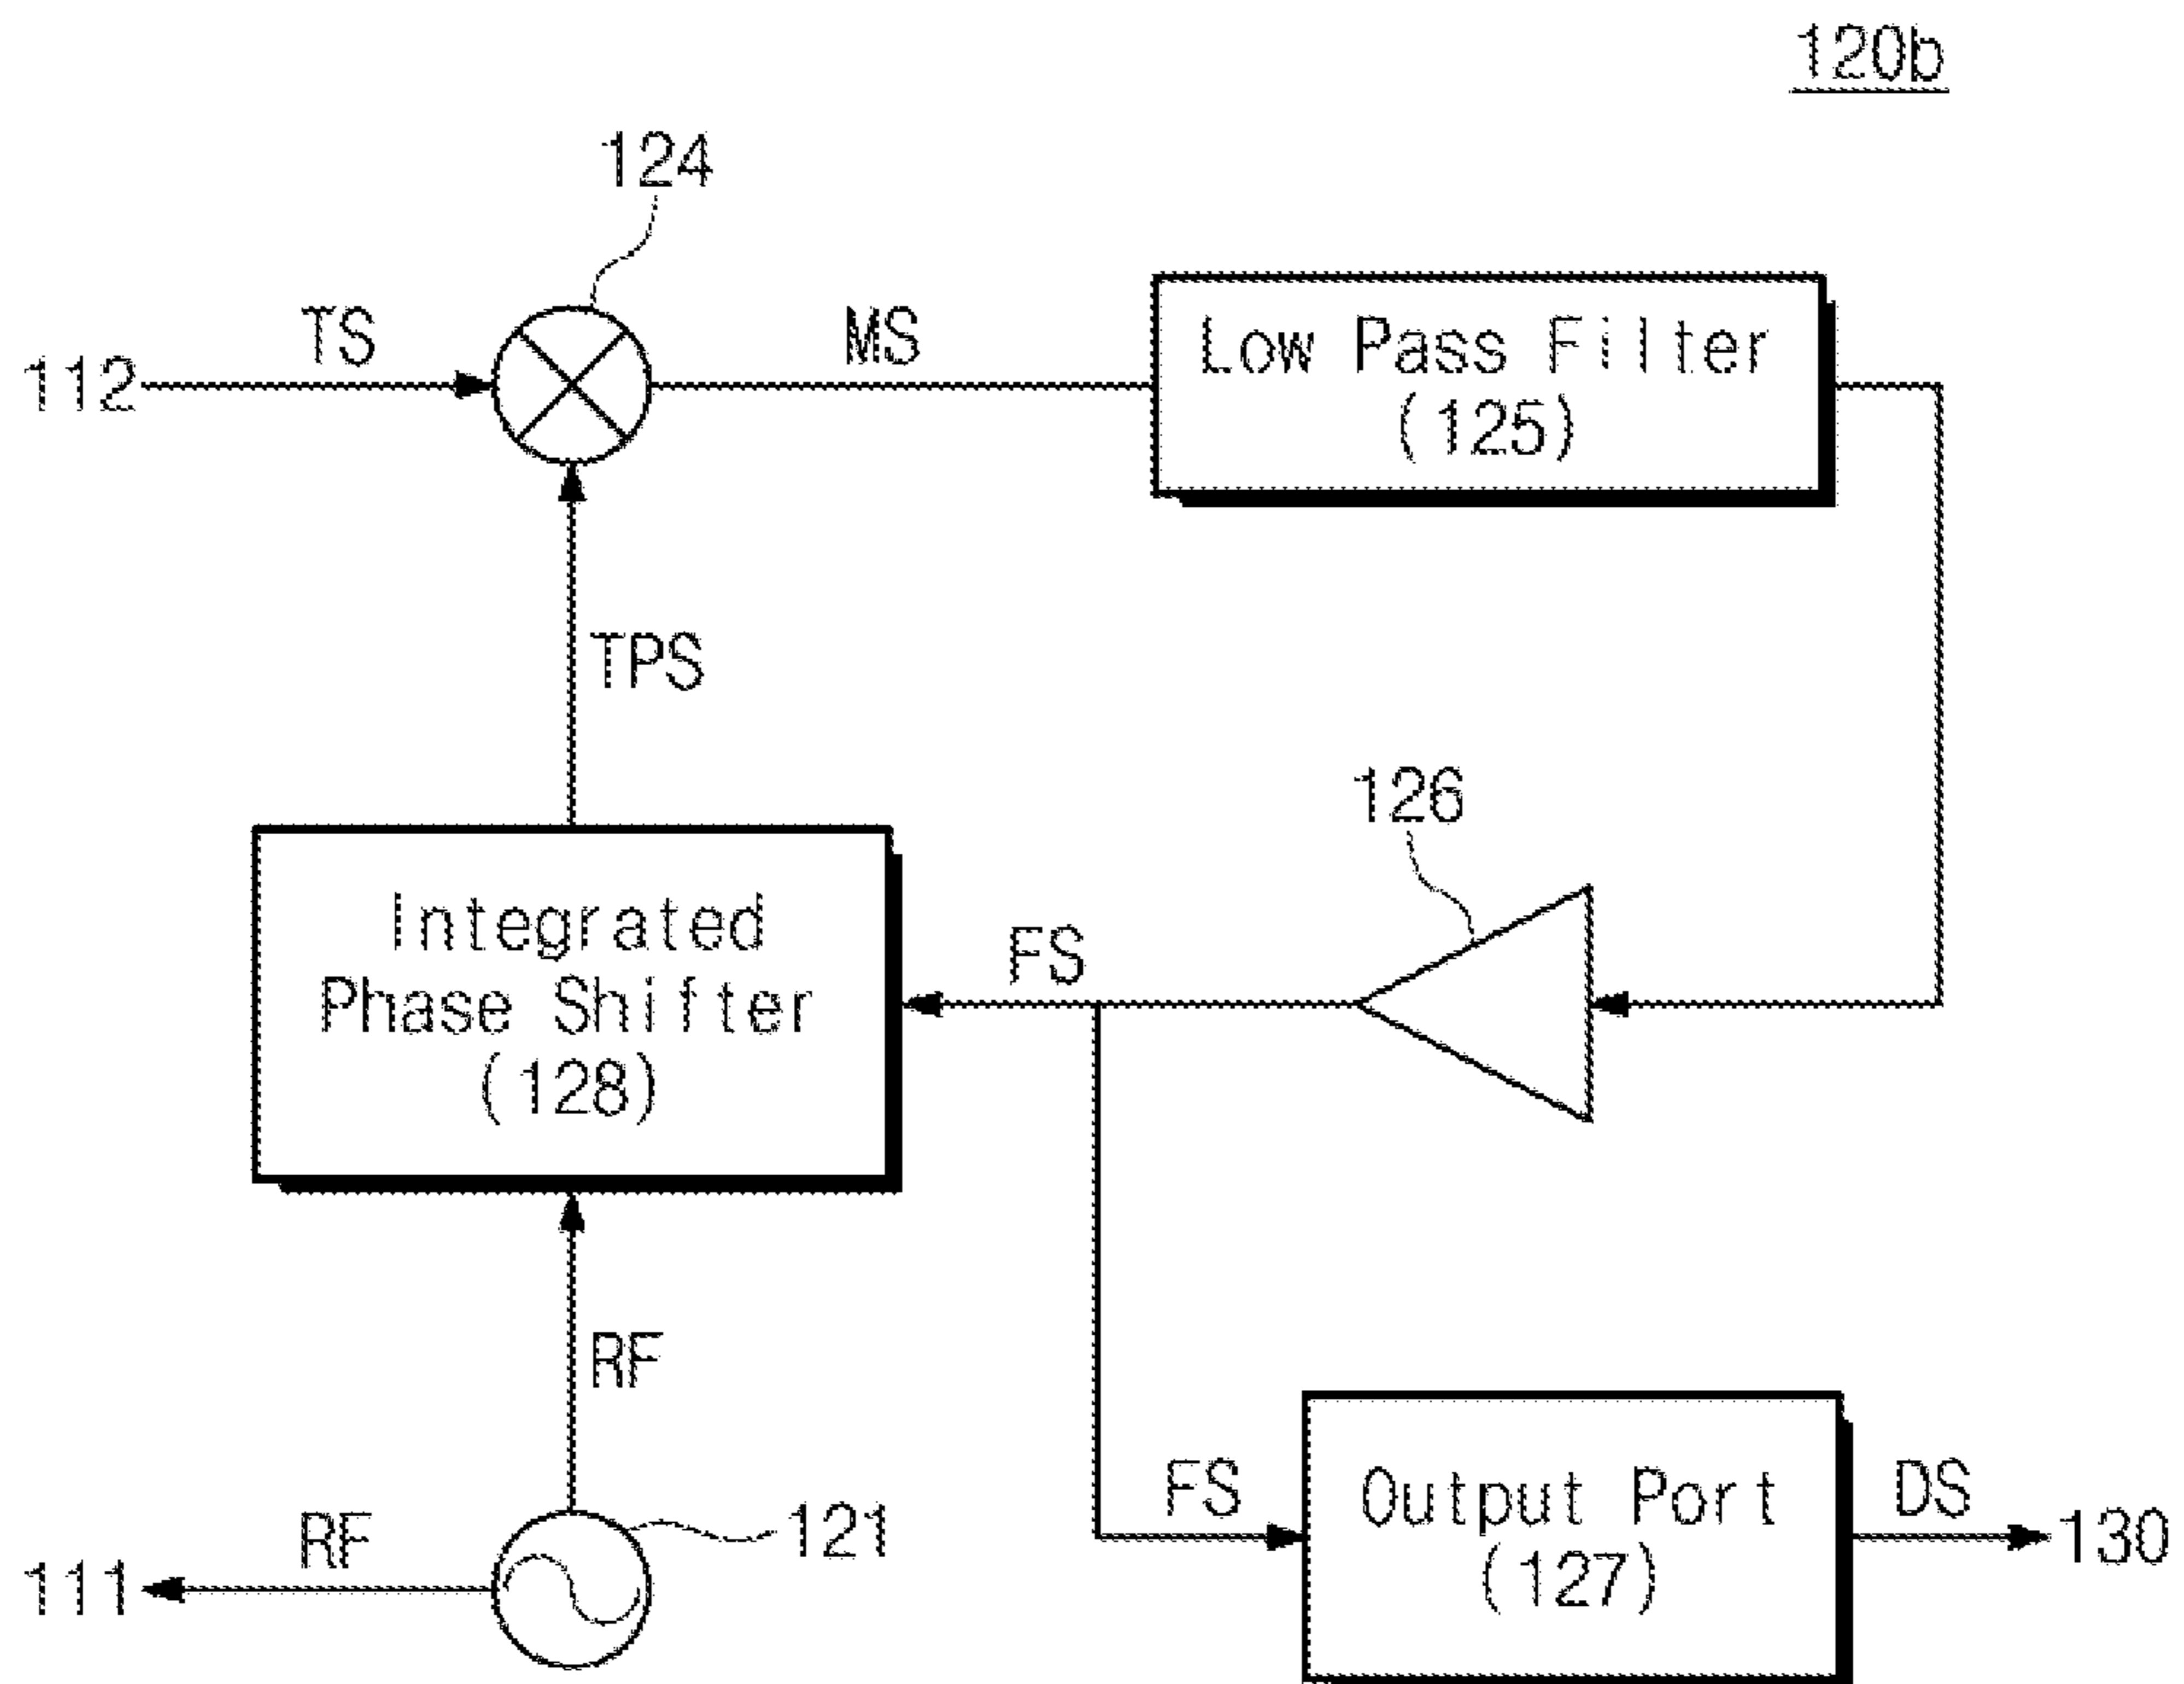 120b
124
TS
MS
112
Low Pass Filter
(125)
TPS
126
Integrated
Phase Shifter
(128)
FS
RF
121
RF
111
FS
Output Port
(127)
DS
130